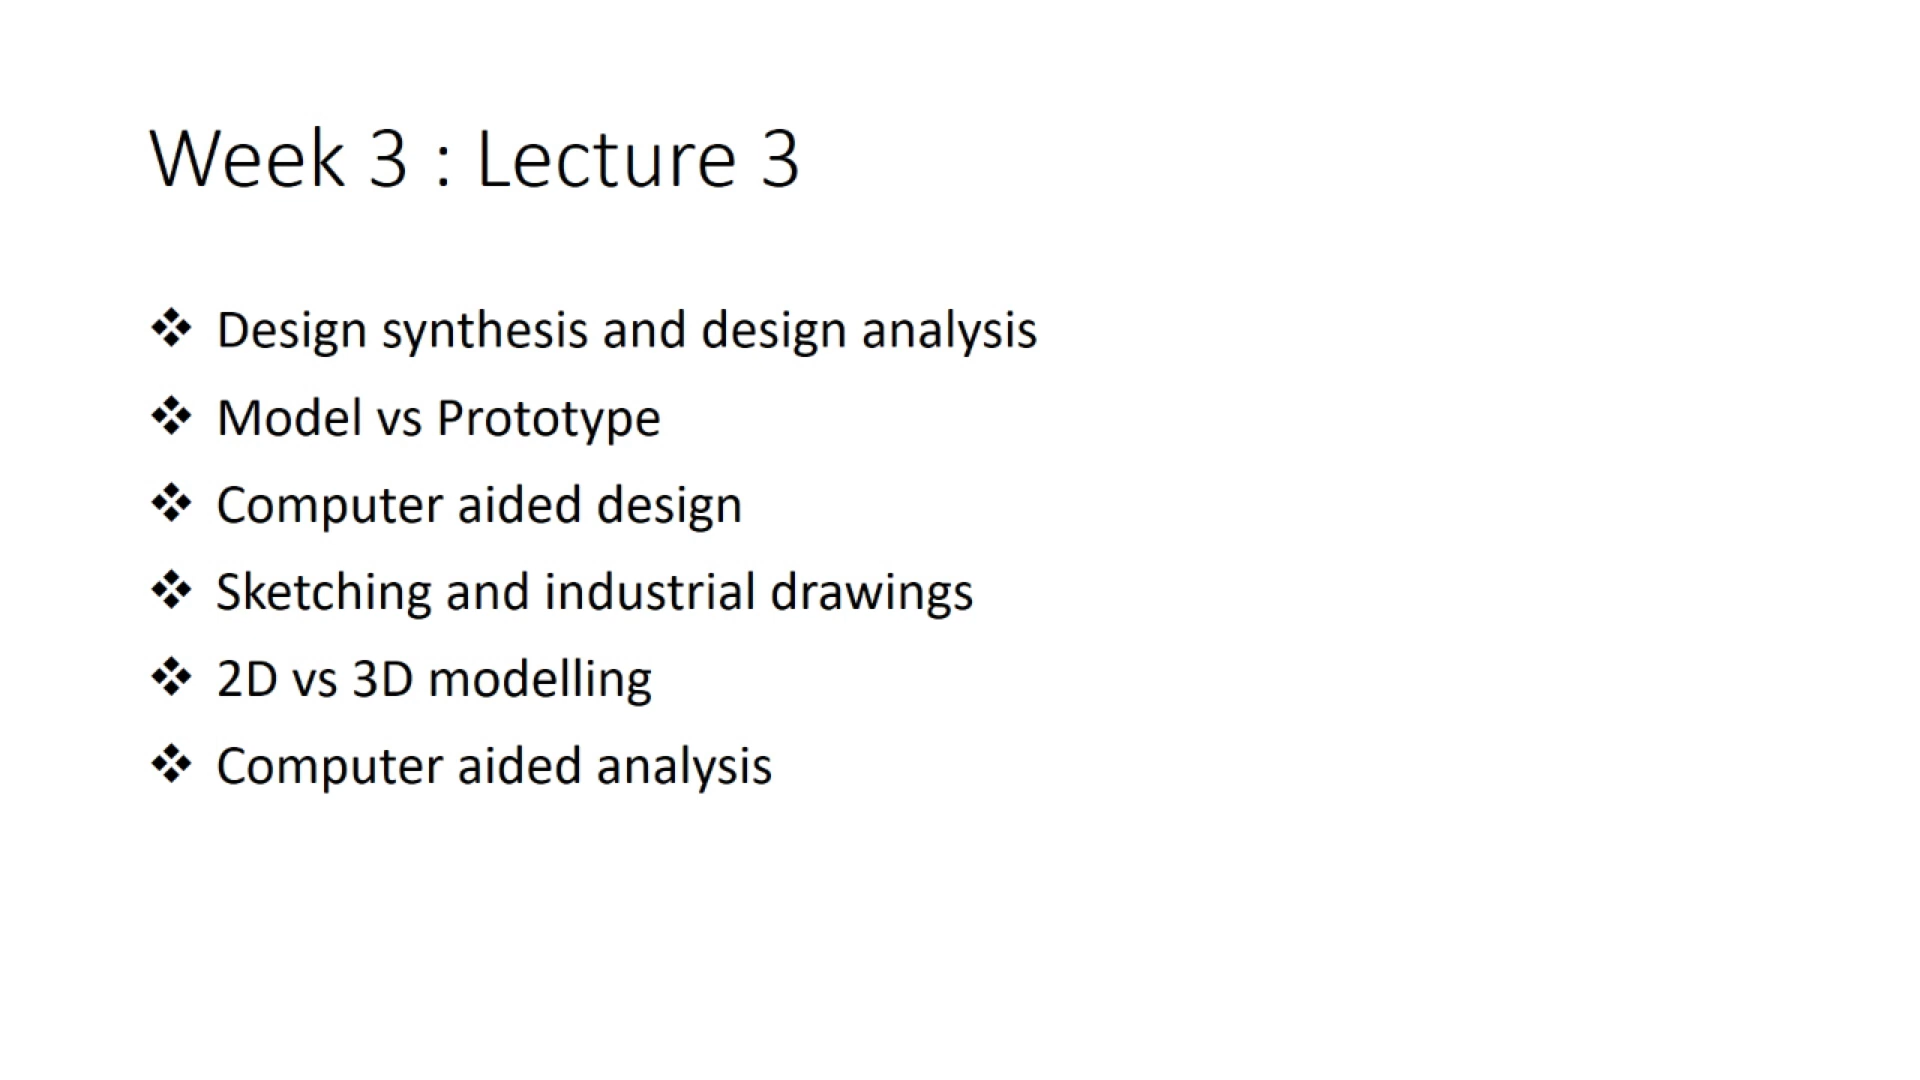 Week 3 : Lecture 3
❖ Design synthesis and design analysis
❖ Model vs Prototype
❖ Computer aided design
❖ Sketching and industrial drawings
❖ 2D vs 3D modelling
❖ Computer aided analysis